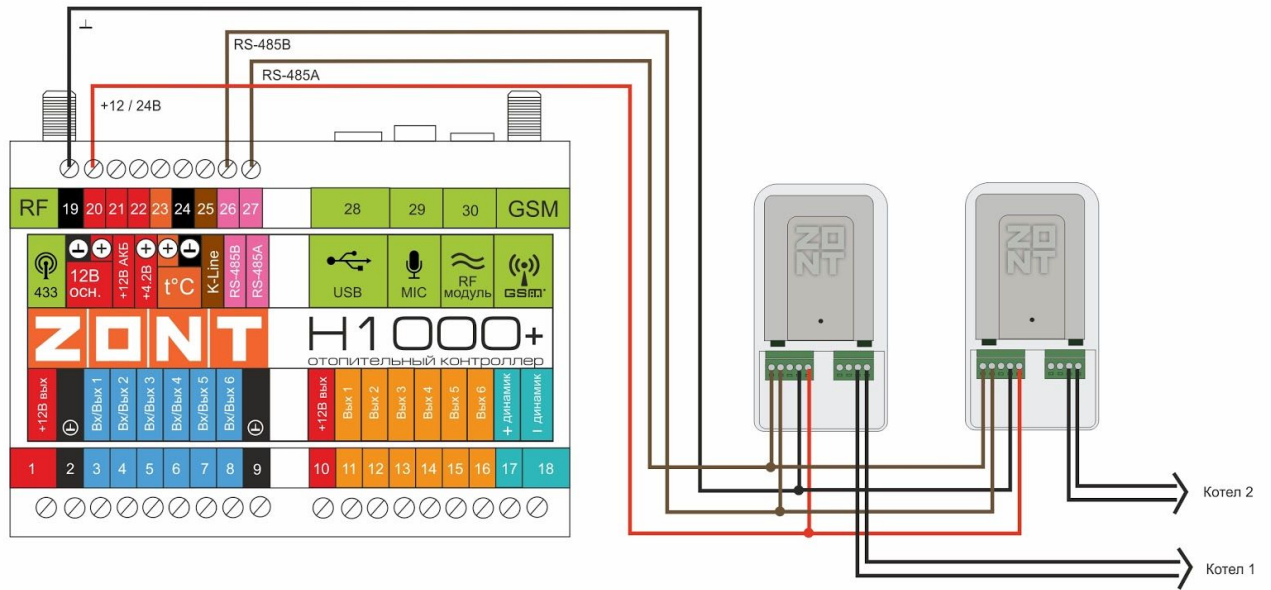 ⊥
RS-485B
RS-485A
+12 / 24В
RF 19 20 21 22 23 24 25 26 27 28 29 30 GSM
433
12В
осн.
+12В АКБ
+4.2В
t°C
K-Line
RS-485B
RS-485A
USB
MIC
RF
модуль
GSM
ZONT
H1000+
отопительный контроллер
+12В вых
Вх/Вых 1
Вх/Вых 2
Вх/Вых 3
Вх/Вых 4
Вх/Вых 5
Вх/Вых 6
+12В вых
Вых 1
Вых 2
Вых 3
Вых 4
Вых 5
Вых 6
+ динамик
– динамик
1 2 3 4 5 6 7 8 9 10 11 12 13 14 15 16 17 18
ZO
NT
ZO
NT
Котел 2
Котел 1